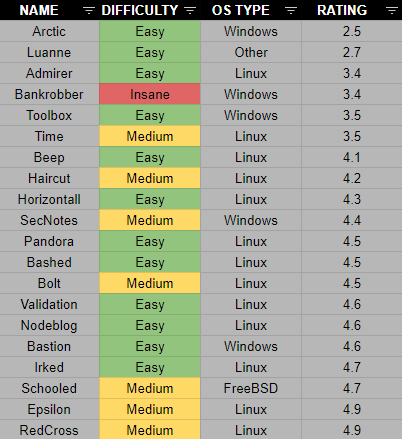 NAME DIFFICULTY OS TYPE RATING
Arctic Easy Windows 2.5
Luanne Easy Other 2.7
Admirer Easy Linux 3.4
Bankrobber Insane Windows 3.4
Toolbox Easy Windows 3.5
Time Medium Linux 3.5
Beep Easy Linux 4.1
Haircut Medium Linux 4.2
Horizontall Easy Linux 4.3
SecNotes Medium Windows 4.4
Pandora Easy Linux 4.5
Bashed Easy Linux 4.5
Bolt Medium Linux 4.5
Validation Easy Linux 4.6
Nodeblog Easy Linux 4.6
Bastion Easy Windows 4.6
Irked Easy Linux 4.7
Schooled Medium FreeBSD 4.7
Epsilon Medium Linux 4.9
RedCross Medium Linux 4.9